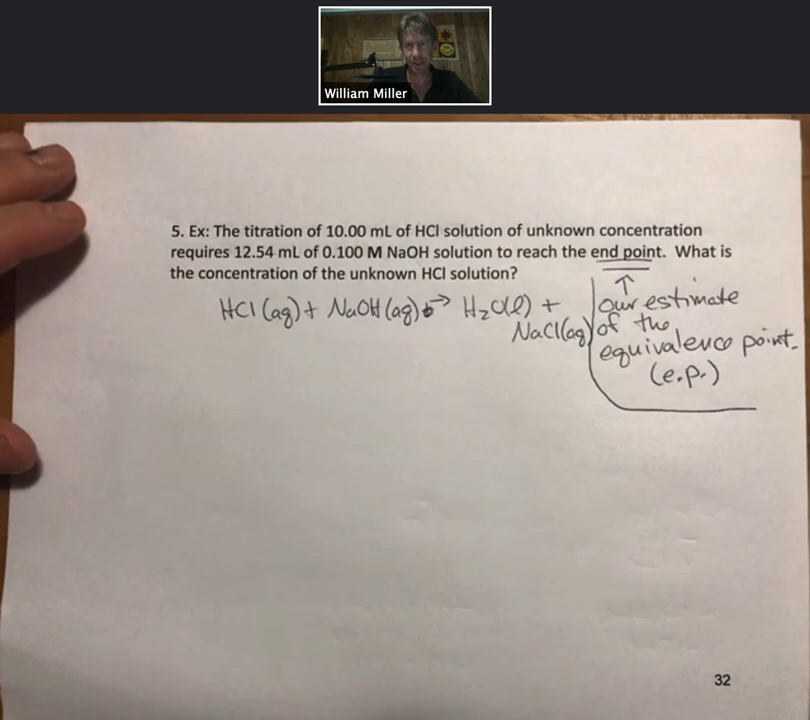 William Miller
5. Ex: The titration of 10.00 mL of HCl solution of unknown concentration
requires 12.54 mL of 0.100 M NaOH solution to reach the end point. What is
the concentration of the unknown HCl solution?
HCl(aq) + NaOH(aq) → H₂O(l) +
NaCl(aq)
↑
our estimate
of the
equivalence point.
(e.p.)
32